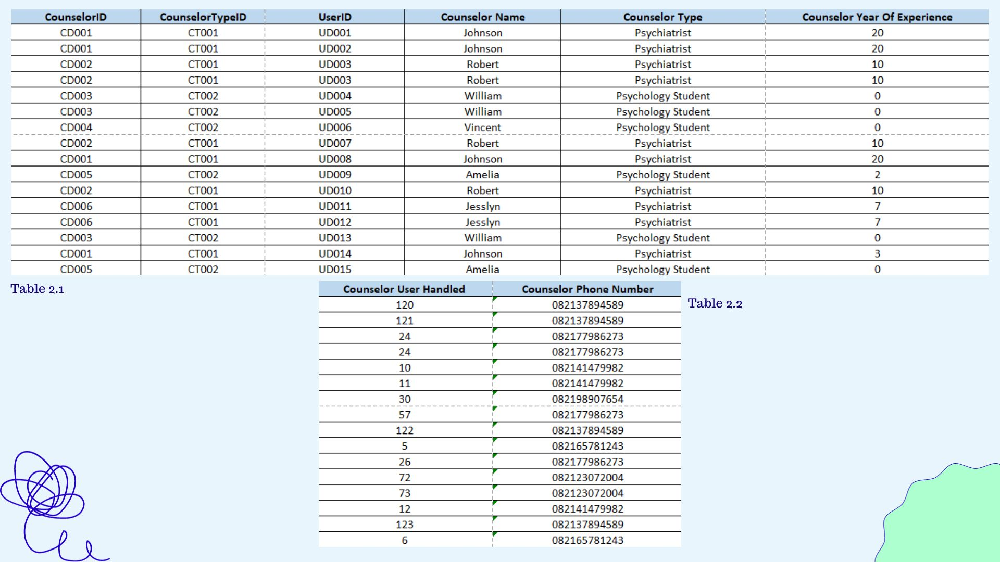 CounselorID CounselorTypeID UserID Counselor Name Counselor Type Counselor Year Of Experience
CD001 CT001 UD001 Johnson Psychiatrist 20
CD001 CT001 UD002 Johnson Psychiatrist 20
CD002 CT001 UD003 Robert Psychiatrist 10
CD002 CT001 UD003 Robert Psychiatrist 10
CD003 CT002 UD004 William Psychology Student 0
CD003 CT002 UD005 William Psychology Student 0
CD004 CT002 UD006 Vincent Psychology Student 0
CD002 CT001 UD007 Robert Psychiatrist 10
CD001 CT001 UD008 Johnson Psychiatrist 20
CD005 CT002 UD009 Amelia Psychology Student 2
CD002 CT001 UD010 Robert Psychiatrist 10
CD006 CT001 UD011 Jesslyn Psychiatrist 7
CD006 CT001 UD012 Jesslyn Psychiatrist 7
CD003 CT002 UD013 William Psychology Student 0
CD001 CT001 UD014 Johnson Psychiatrist 3
CD005 CT002 UD015 Amelia Psychology Student 0
Table 2.1
Counselor User Handled Counselor Phone Number
120 082137894589
121 082137894589
24 082177986273
24 082177986273
10 082141479982
11 082141479982
30 082198907654
57 082177986273
122 082137894589
5 082165781243
26 082177986273
72 082123072004
73 082123072004
12 082141479982
123 082137894589
6 082165781243
Table 2.2